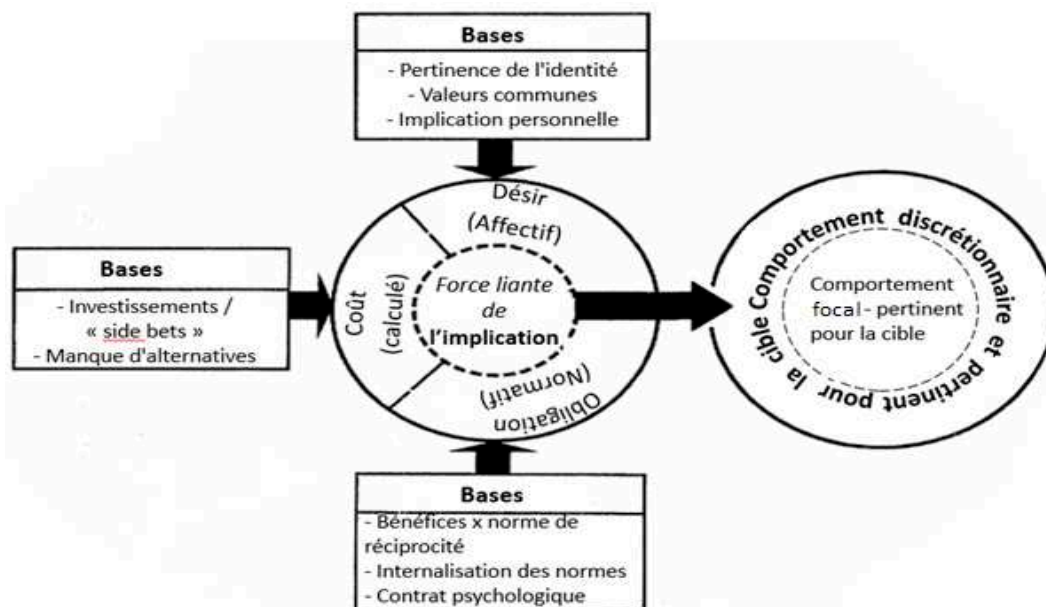 Bases
- Pertinence de l'identité
- Valeurs communes
- Implication personnelle
Bases
- Investissements /
« side bets »
- Manque d'alternatives
Désir
(Affectif)
Coût
(calculé)
Force liante
de
l'implication
(Normatif)
Obligation
Comportement discrétionnaire et pertinent pour la cible
Comportement
focal - pertinent
pour la cible
Bases
- Bénéfices x norme de
réciprocité
- Internalisation des normes
- Contrat psychologique